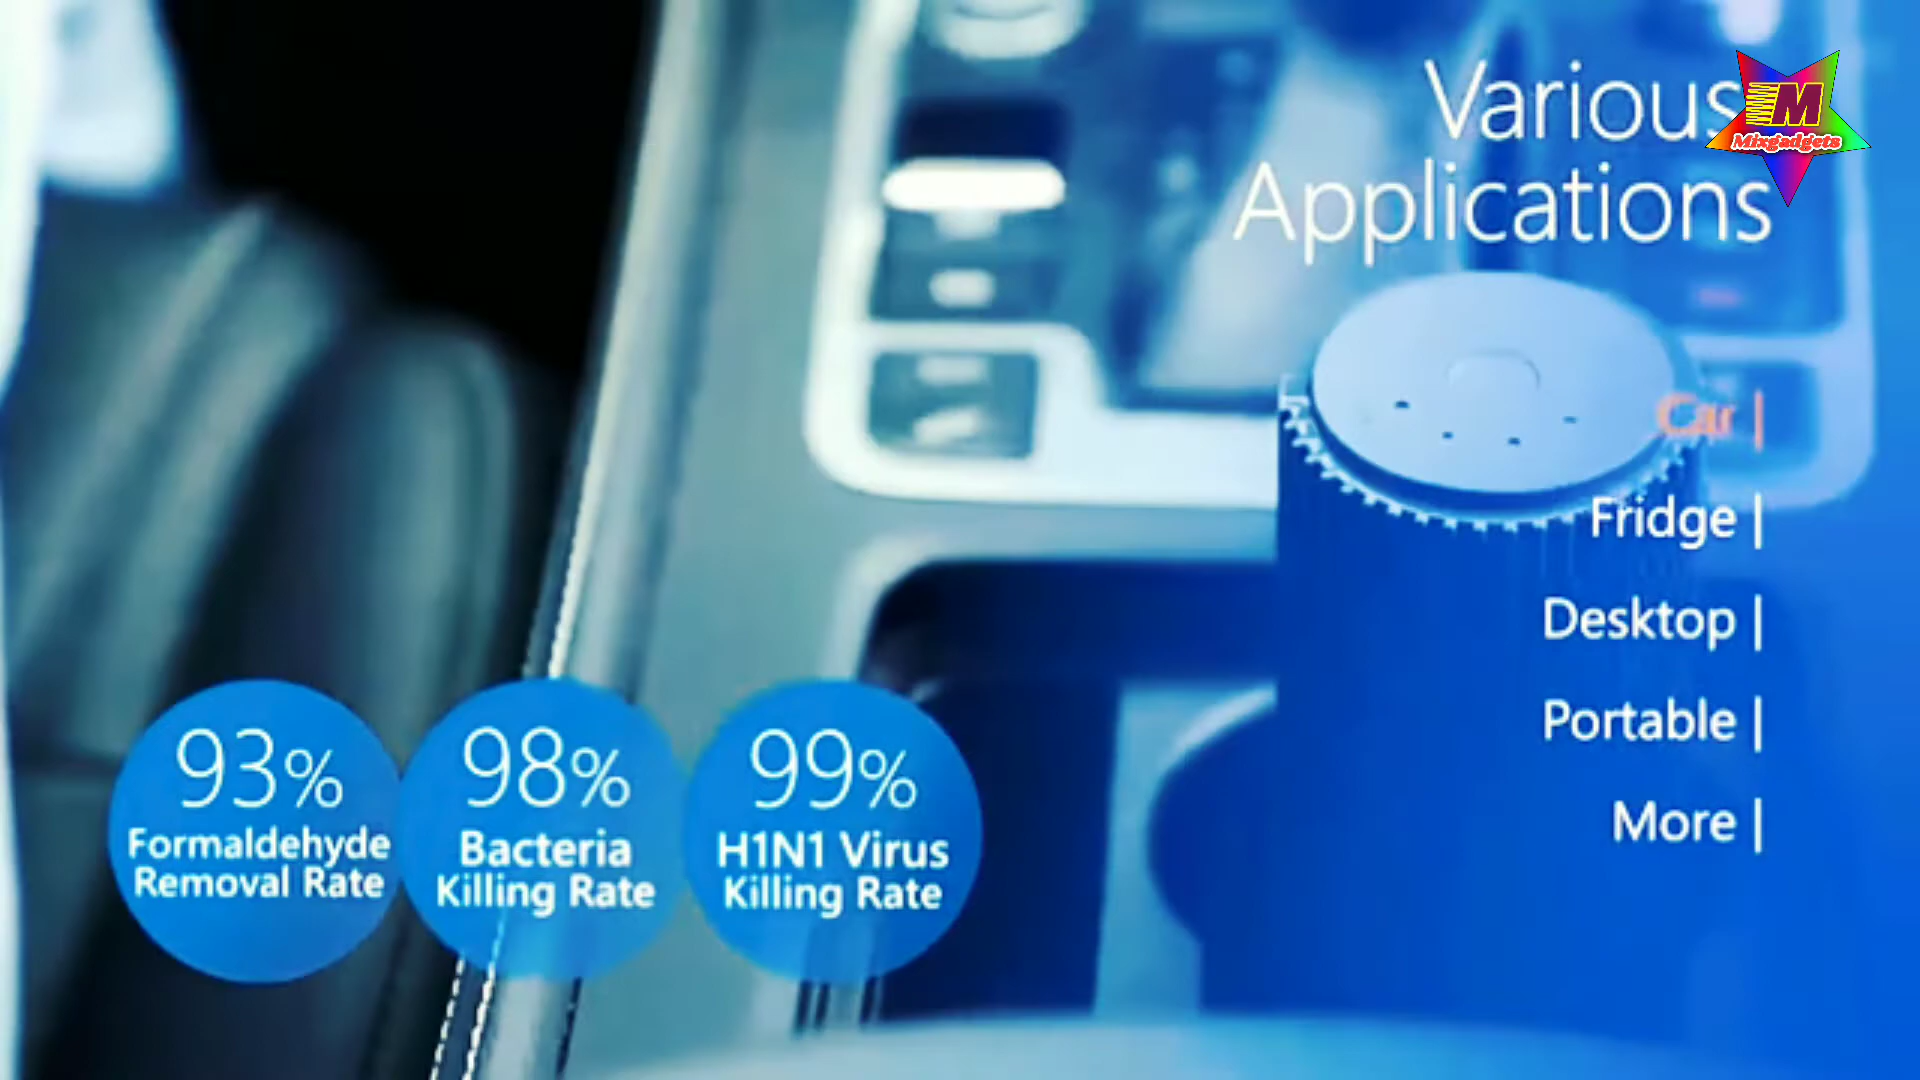 Various
Applications
M
Mixgadgets
Car |
Fridge |
Desktop |
Portable |
More |
93%
Formaldehyde
Removal Rate
98%
Bacteria
Killing Rate
99%
H1N1 Virus
Killing Rate